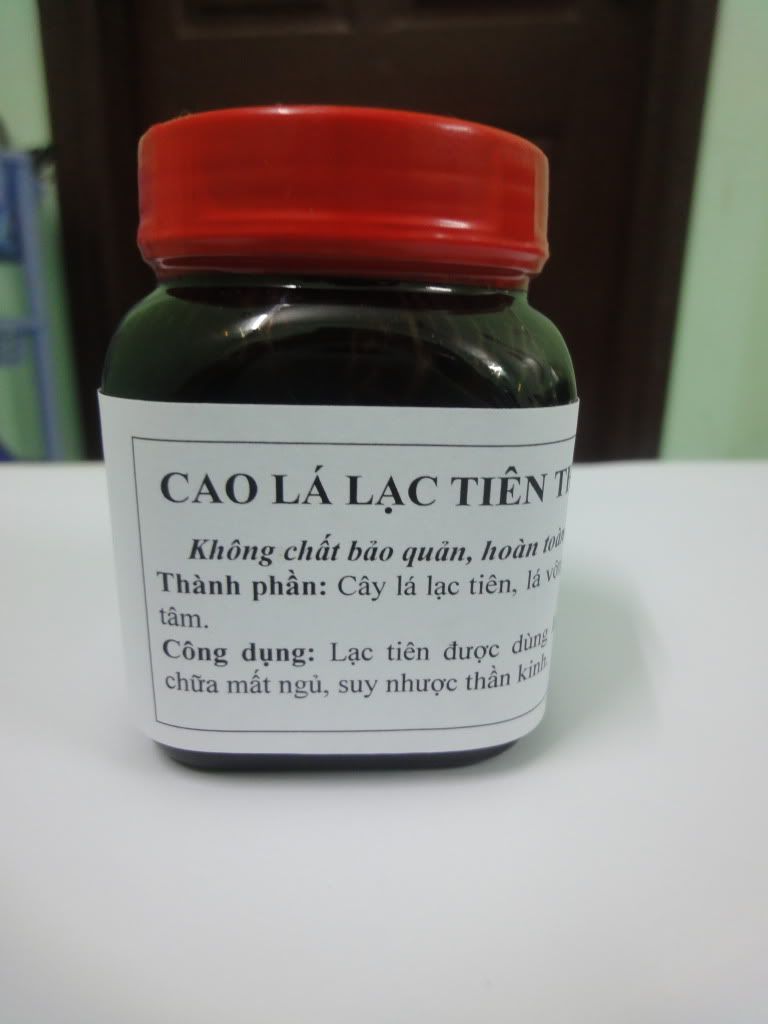 CAO LÁ LẠC TIÊN
Không chất bảo quản, hoàn toàn
Thành phần: Cây lá lạc tiên, lá
tâm.
Công dụng: Lạc tiên được dùng
chữa mất ngủ, suy nhược thần kinh.